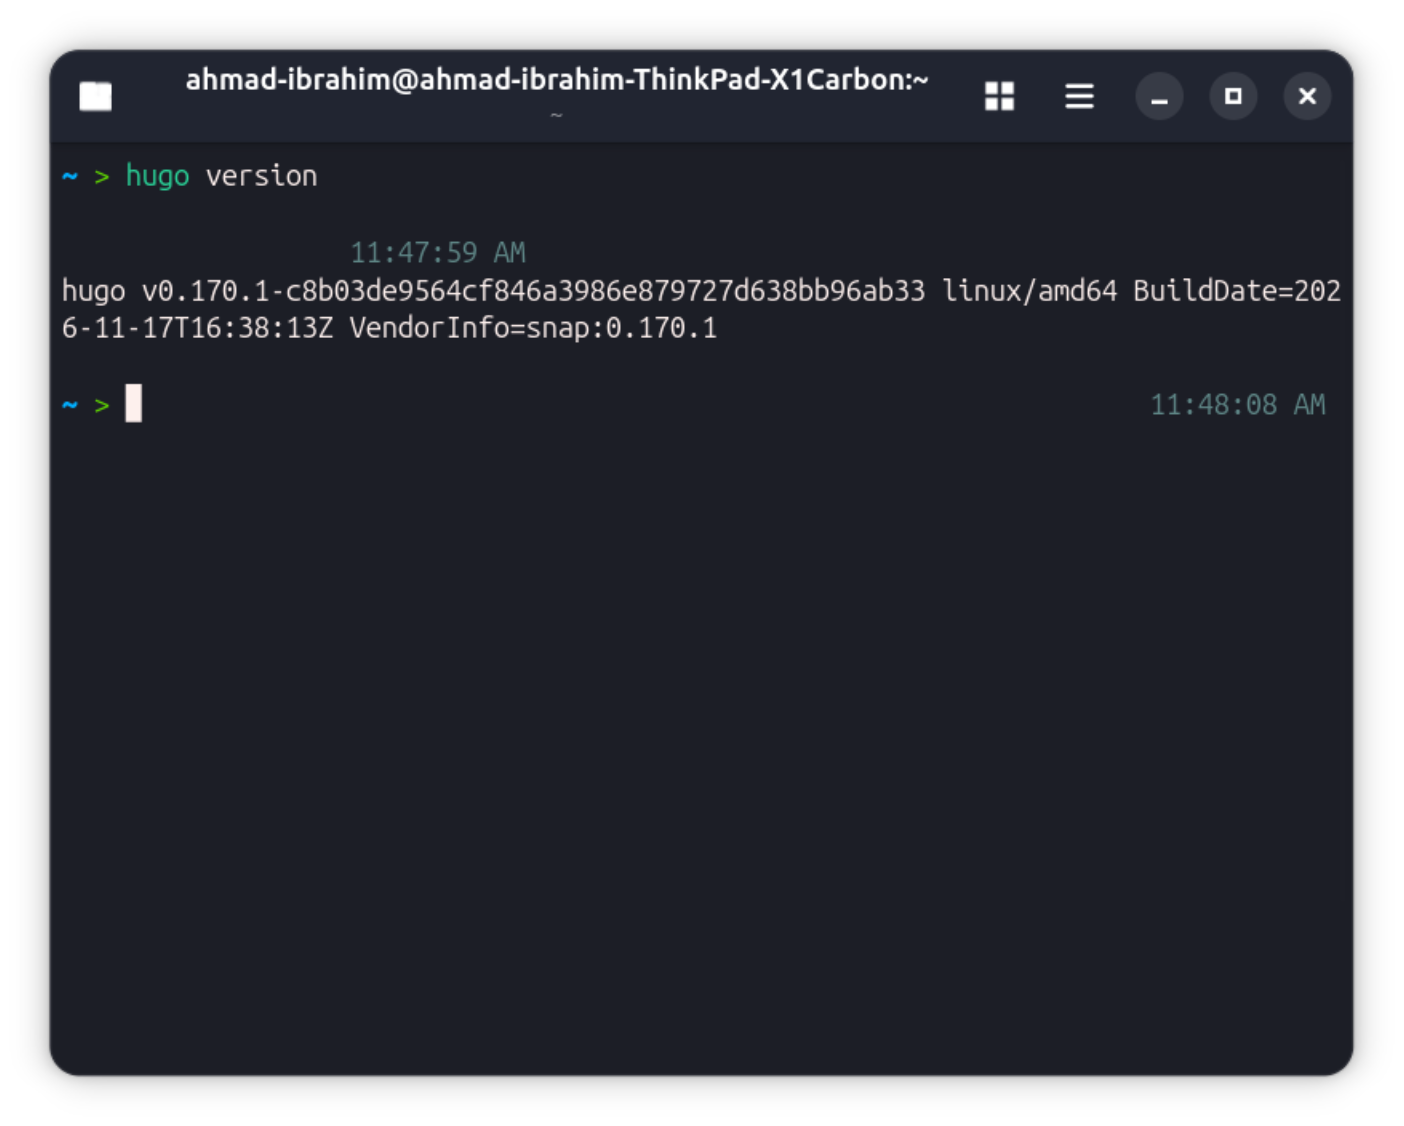 ahmad-ibrahim@ahmad-ibrahim-ThinkPad-X1Carbon:~
~
~ > hugo version
11:47:59 AM
hugo v0.170.1-c8b03de9564cf846a3986e879727d638bb96ab33 linux/amd64 BuildDate=202
6-11-17T16:38:13Z VendorInfo=snap:0.170.1
~ > 11:48:08 AM